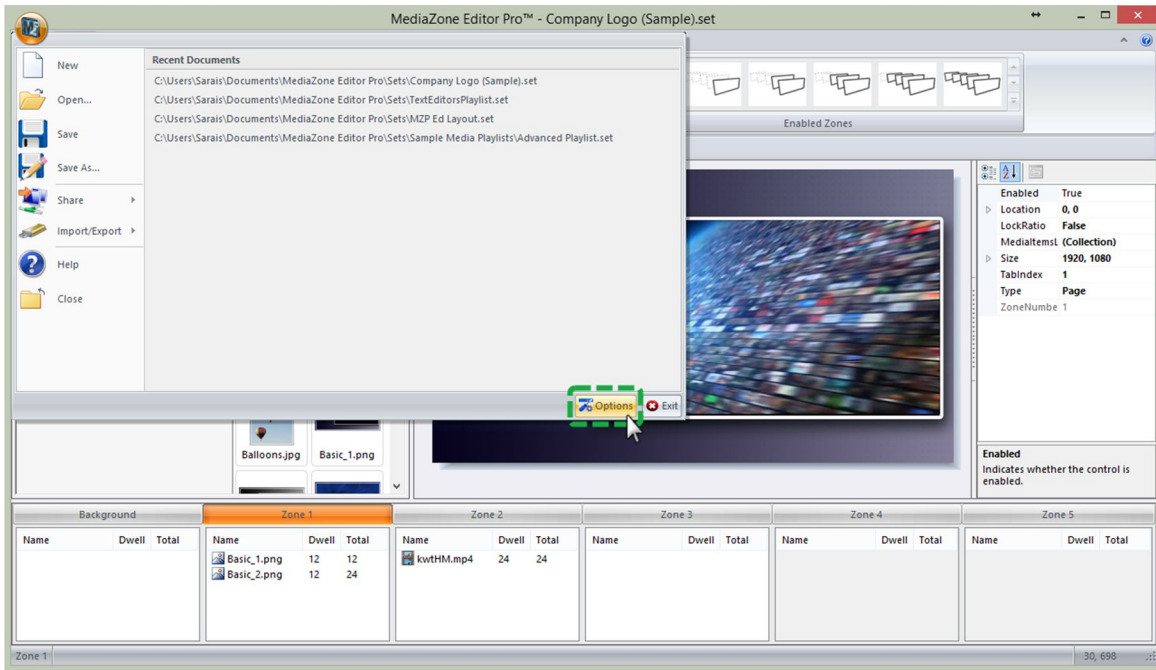 MediaZone Editor Pro™ - Company Logo (Sample).set
New
Open...
Save
Save As...
Share
Import/Export
Help
Close
Recent Documents
C:\Users\Sarais\Documents\MediaZone Editor Pro\Sets\Company Logo (Sample).set
C:\Users\Sarais\Documents\MediaZone Editor Pro\Sets\TextEditorsPlaylist.set
C:\Users\Sarais\Documents\MediaZone Editor Pro\Sets\MZP Ed Layout.set
C:\Users\Sarais\Documents\MediaZone Editor Pro\Sets\Sample Media Playlists\Advanced Playlist.set
Options Exit
Enabled Zones
Enabled True
Location 0, 0
LockRatio False
MediaItemsL (Collection)
Size 1920, 1080
TabIndex 1
Type Page
ZoneNumbe 1
Enabled
Indicates whether the control is
enabled.
Balloons.jpg Basic_1.png
Background Zone 1 Zone 2 Zone 3 Zone 4 Zone 5
Name Dwell Total Name Dwell Total Name Dwell Total Name Dwell Total Name Dwell Total Name Dwell Total
Basic_1.png 12 12 kwtHM.mp4 24 24
Basic_2.png 12 24
Zone 1 30, 698